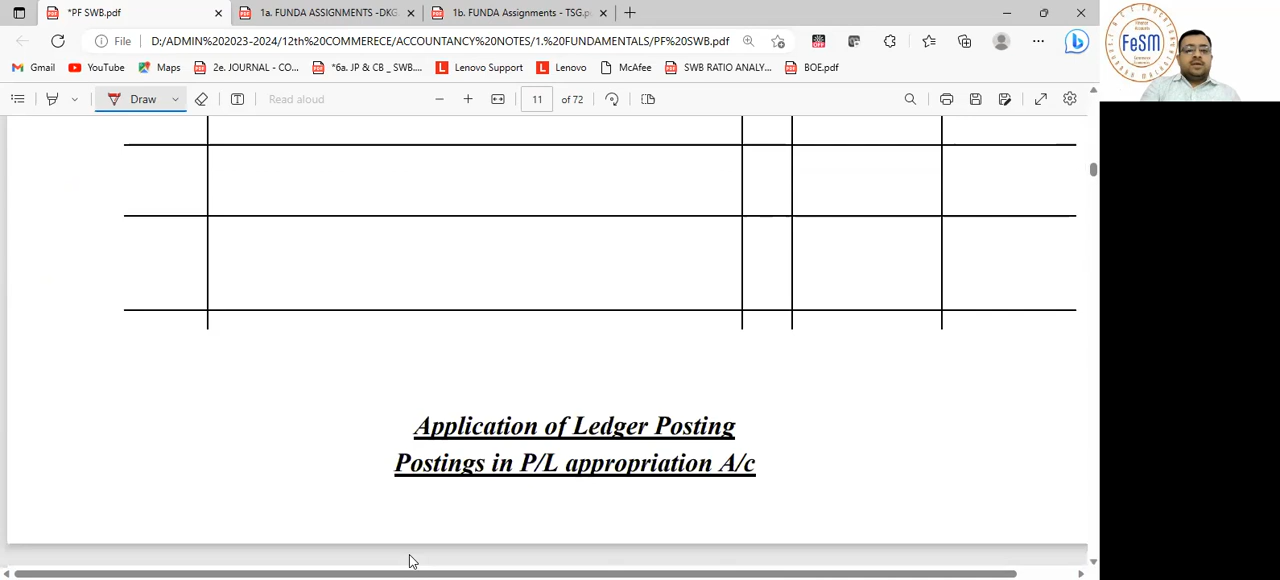 *PF SWB.pdf
1a. FUNDA ASSIGNMENTS -DKG
1b. FUNDA Assignments - TSG.p
File
D:/ADMIN%202023-2024/12th%20COMMERECE/ACCOUNTANCE%20NOTES/1.%20FUNDAMENTALS/PF%20SWB.pdf
OFF
Gmail
YouTube
Maps
2e. JOURNAL - CO...
*6a. JP & CB _ SWB....
Lenovo Support
Lenovo
McAfee
SWB RATIO ANALY...
BOE.pdf
Draw
Read aloud
11
of 72
FeSM
Application of Ledger Posting
Postings in P/L appropriation A/c